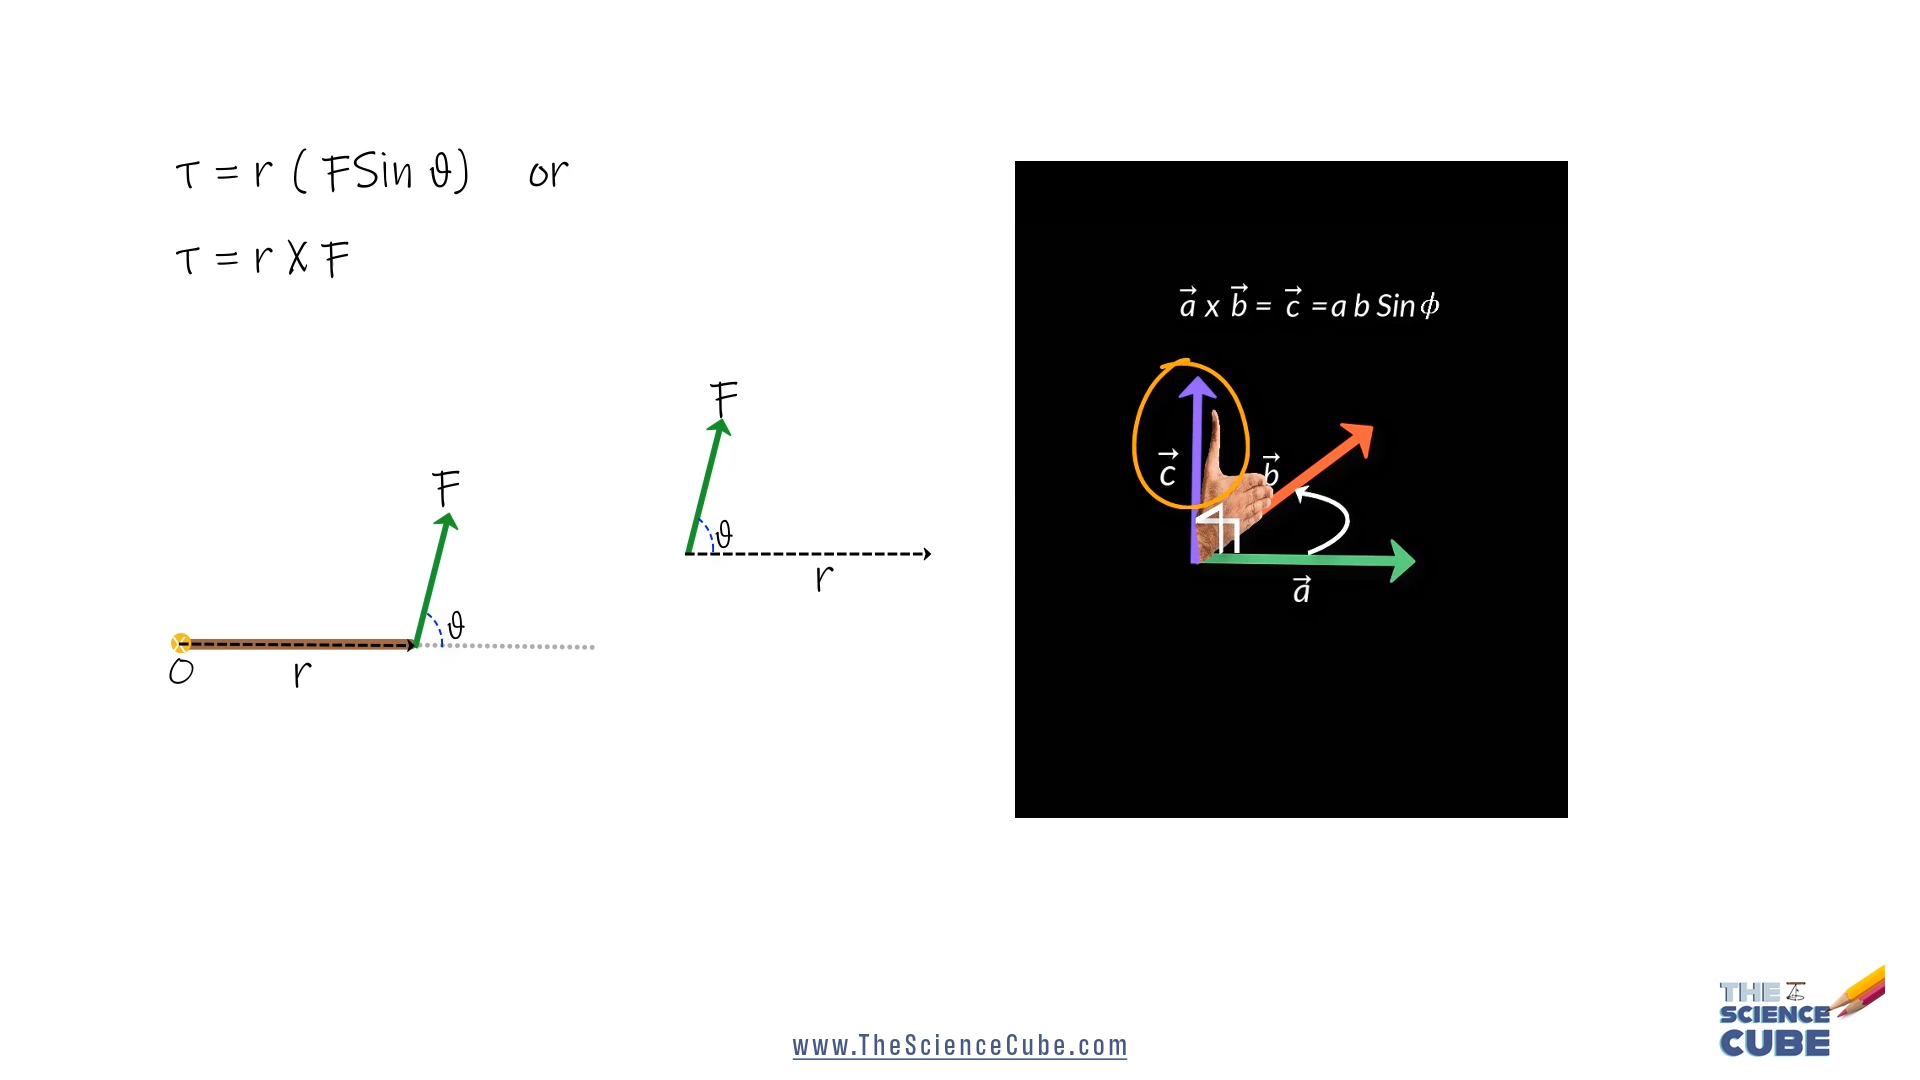 τ = r ( FSin ϑ) or
τ = r X F
F
ϑ
O
r
F
ϑ
r
a⃗ x b⃗ = c⃗ = a b Sin ϕ
c⃗
b⃗
a⃗
www.TheScienceCube.com
THE
SCIENCE
CUBE